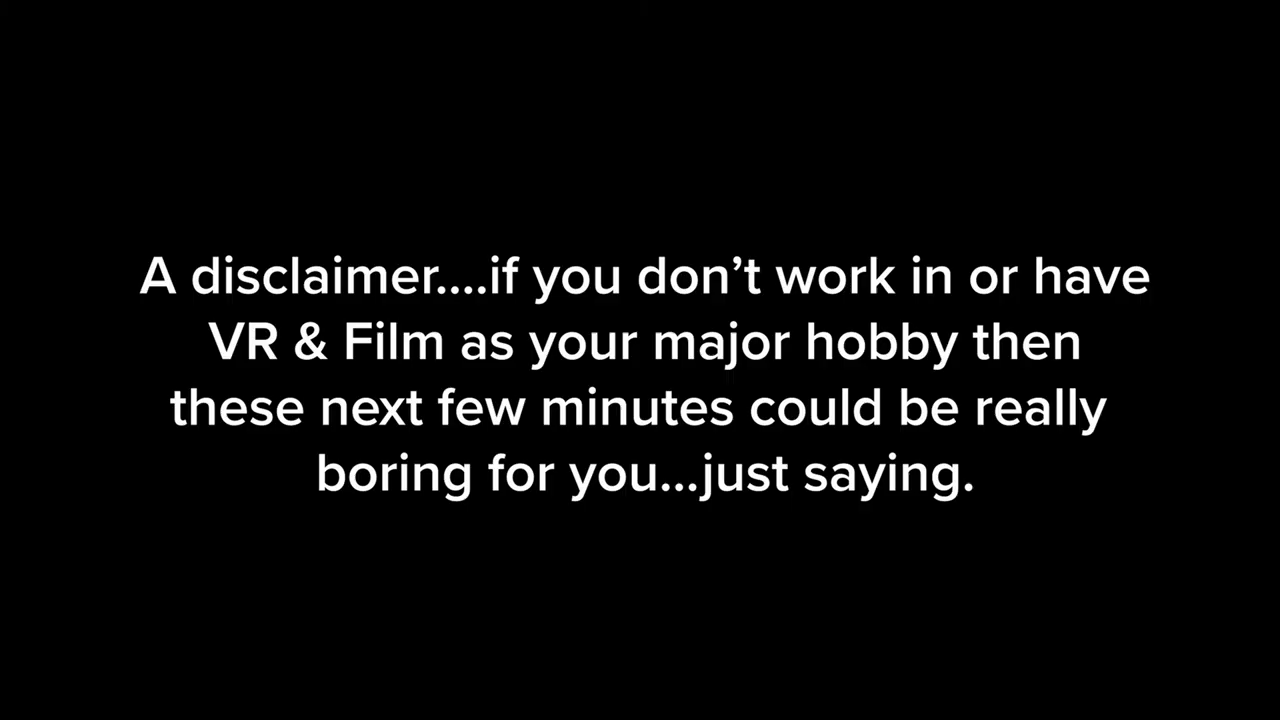 A disclaimer....if you don’t work in or have
VR & Film as your major hobby then
these next few minutes could be really
boring for you...just saying.